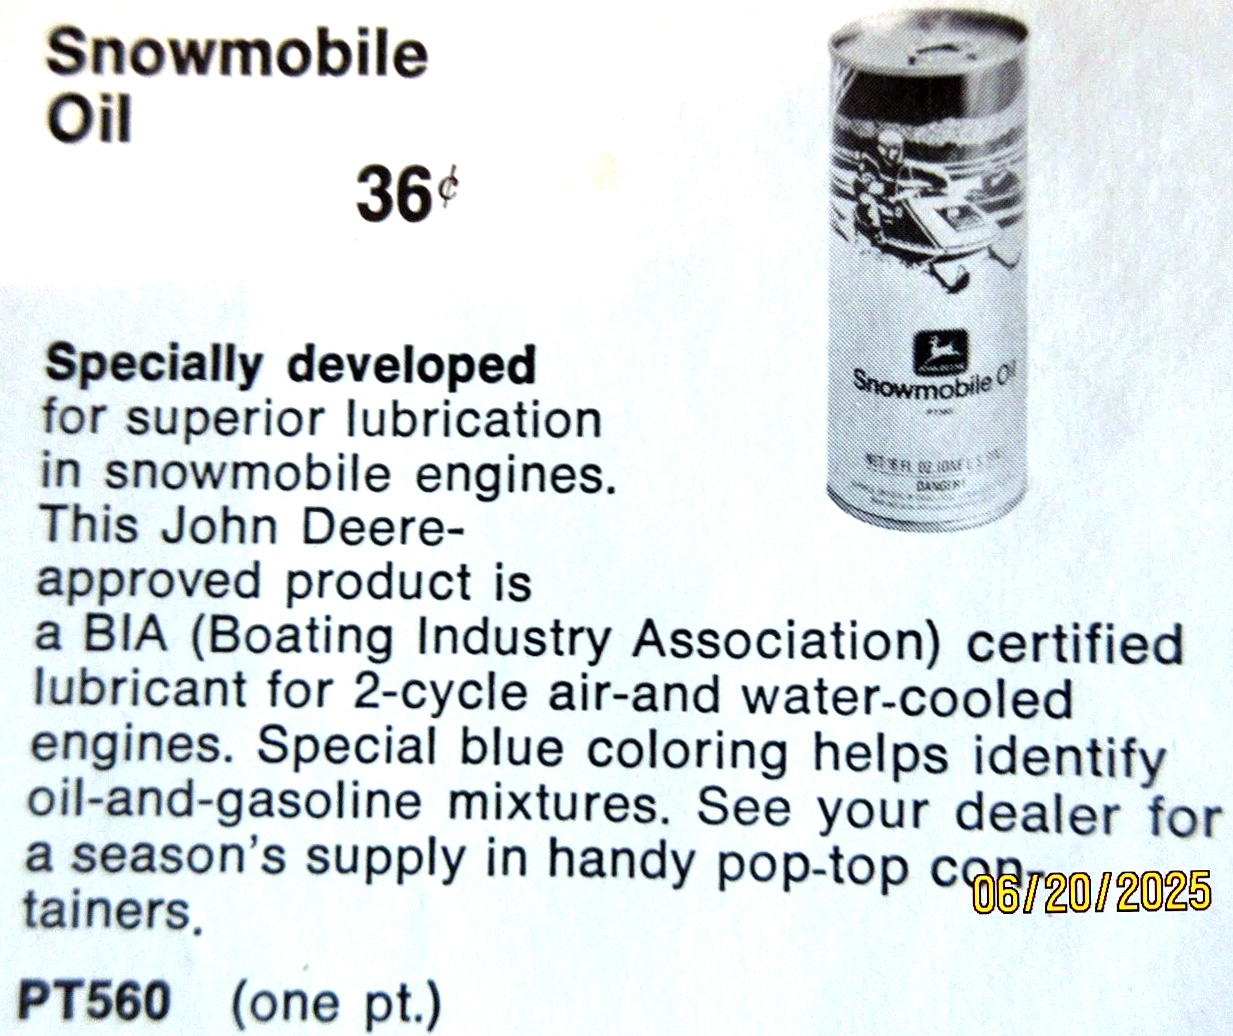 Snowmobile
Oil
36¢
Specially developed
for superior lubrication
in snowmobile engines.
This John Deere-
approved product is
a BIA (Boating Industry Association) certified
lubricant for 2-cycle air-and water-cooled
engines. Special blue coloring helps identify
oil-and-gasoline mixtures. See your dealer for
a season's supply in handy pop-top con-
tainers.
PT560 (one pt.)
Snowmobile Oil
DANGER!
06/20/2025